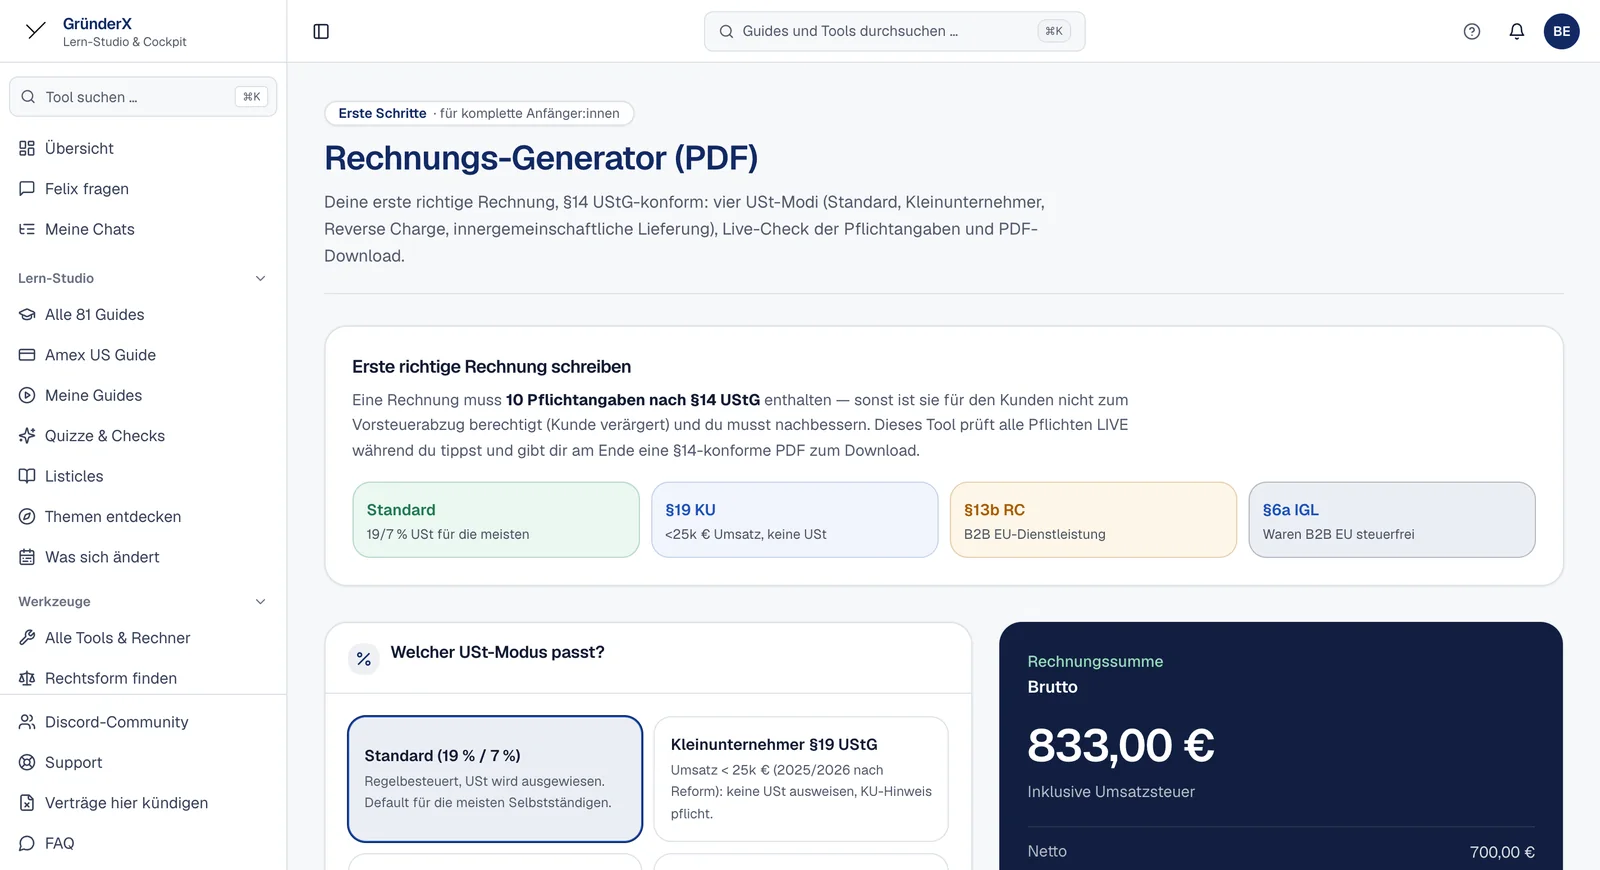 GründerX
Lern-Studio & Cockpit
Guides und Tools durchsuchen …
⌘K
BE
Tool suchen …
⌘K
Übersicht
Felix fragen
Meine Chats
Lern-Studio
Alle 81 Guides
Amex US Guide
Meine Guides
Quizze & Checks
Listicles
Themen entdecken
Was sich ändert
Werkzeuge
Alle Tools & Rechner
Rechtsform finden
Discord-Community
Support
Verträge hier kündigen
FAQ
Erste Schritte · für komplette Anfänger:innen
Rechnungs-Generator (PDF)
Deine erste richtige Rechnung, §14 UStG-konform: vier USt-Modi (Standard, Kleinunternehmer,
Reverse Charge, innergemeinschaftliche Lieferung), Live-Check der Pflichtangaben und PDF-
Download.
Erste richtige Rechnung schreiben
Eine Rechnung muss 10 Pflichtangaben nach §14 UStG enthalten — sonst ist sie für den Kunden nicht zum
Vorsteuerabzug berechtigt (Kunde verärgert) und du musst nachbessern. Dieses Tool prüft alle Pflichten LIVE
während du tippst und gibt dir am Ende eine §14-konforme PDF zum Download.
Standard
19/7 % USt für die meisten
§19 KU
<25k € Umsatz, keine USt
§13b RC
B2B EU-Dienstleistung
§6a IGL
Waren B2B EU steuerfrei
Welcher USt-Modus passt?
Standard (19 % / 7 %)
Regelbesteuert, USt wird ausgewiesen.
Default für die meisten Selbstständigen.
Kleinunternehmer §19 UStG
Umsatz < 25k € (2025/2026 nach
Reform): keine USt ausweisen, KU-Hinweis
pflicht.
Rechnungssumme
Brutto
833,00 €
Inklusive Umsatzsteuer
Netto
700,00 €